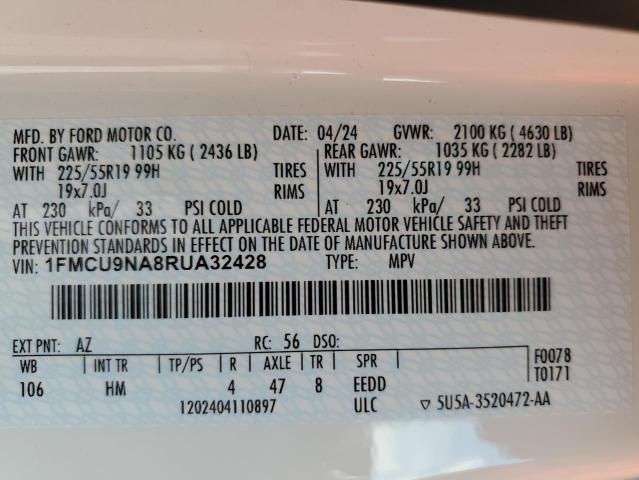 MFD. BY FORD MOTOR CO. DATE: 04/24 GVWR: 2100 KG ( 4630 LB)
FRONT GAWR: 1105 KG ( 2436 LB) REAR GAWR: 1035 KG ( 2282 LB)
WITH 225/55R19 99H TIRES WITH 225/55R19 99H TIRES
19x7.0J RIMS 19x7.0J RIMS
AT 230 kPa/ 33 PSI COLD AT 230 kPa/ 33 PSI COLD
THIS VEHICLE CONFORMS TO ALL APPLICABLE FEDERAL MOTOR VEHICLE SAFETY AND THEFT
PREVENTION STANDARDS IN EFFECT ON THE DATE OF MANUFACTURE SHOWN ABOVE.
VIN: 1FMCU9NA8RUA32428 TYPE: MPV
EXT PNT: AZ RC: 56 DSO:
WB INT TR TP/PS R AXLE TR SPR F0078
106 HM 4 47 8 EEDD T0171
1202404110897 ULC ▽ 5U5A-3520472-AA